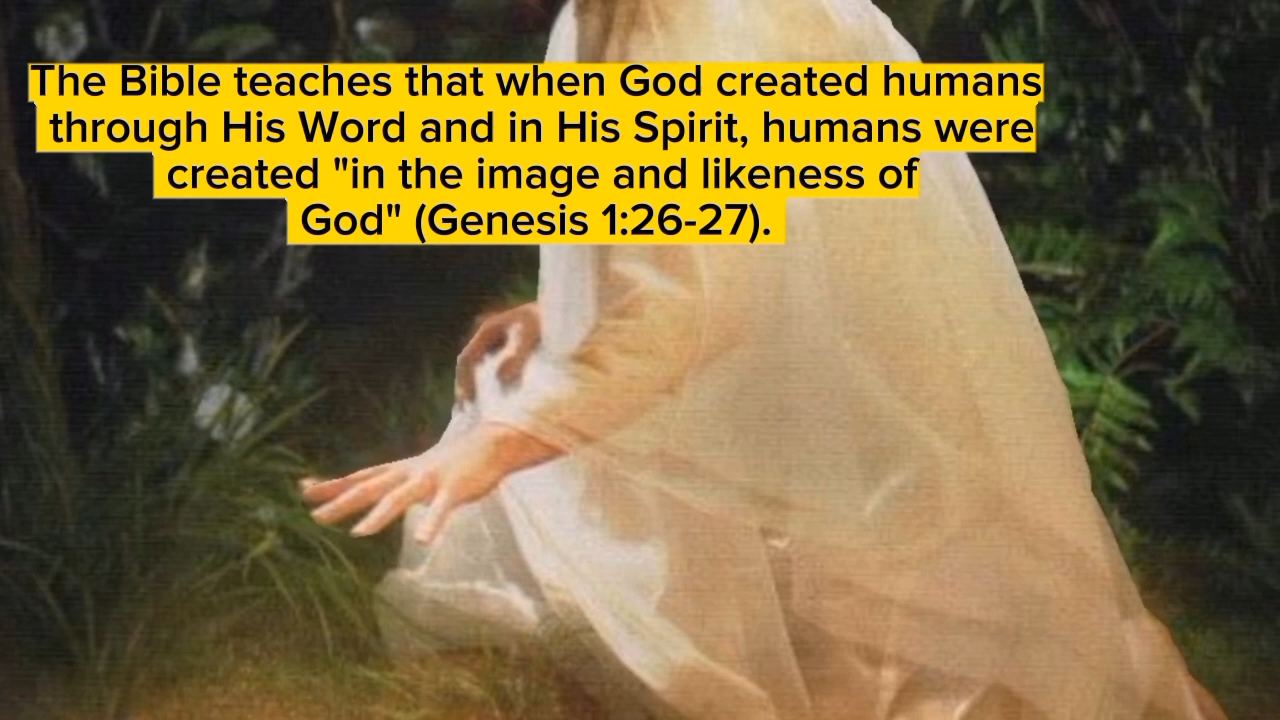 The Bible teaches that when God created humans
through His Word and in His Spirit, humans were
created "in the image and likeness of
God" (Genesis 1:26-27).